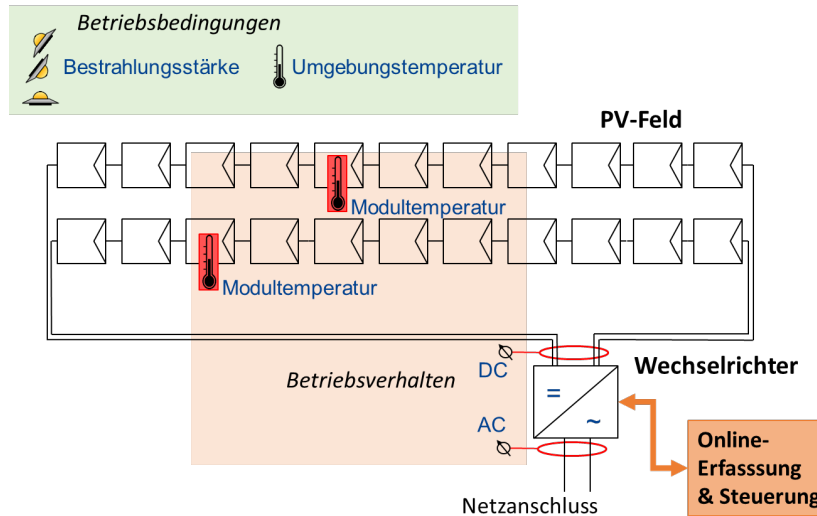 Betriebsbedingungen
Bestrahlungsstärke
Umgebungstemperatur
PV-Feld
Modultemperatur
Modultemperatur
Betriebsverhalten
DC
Wechselrichter
=
~
AC
Online-
Erfasssung
& Steuerung
Netzanschluss